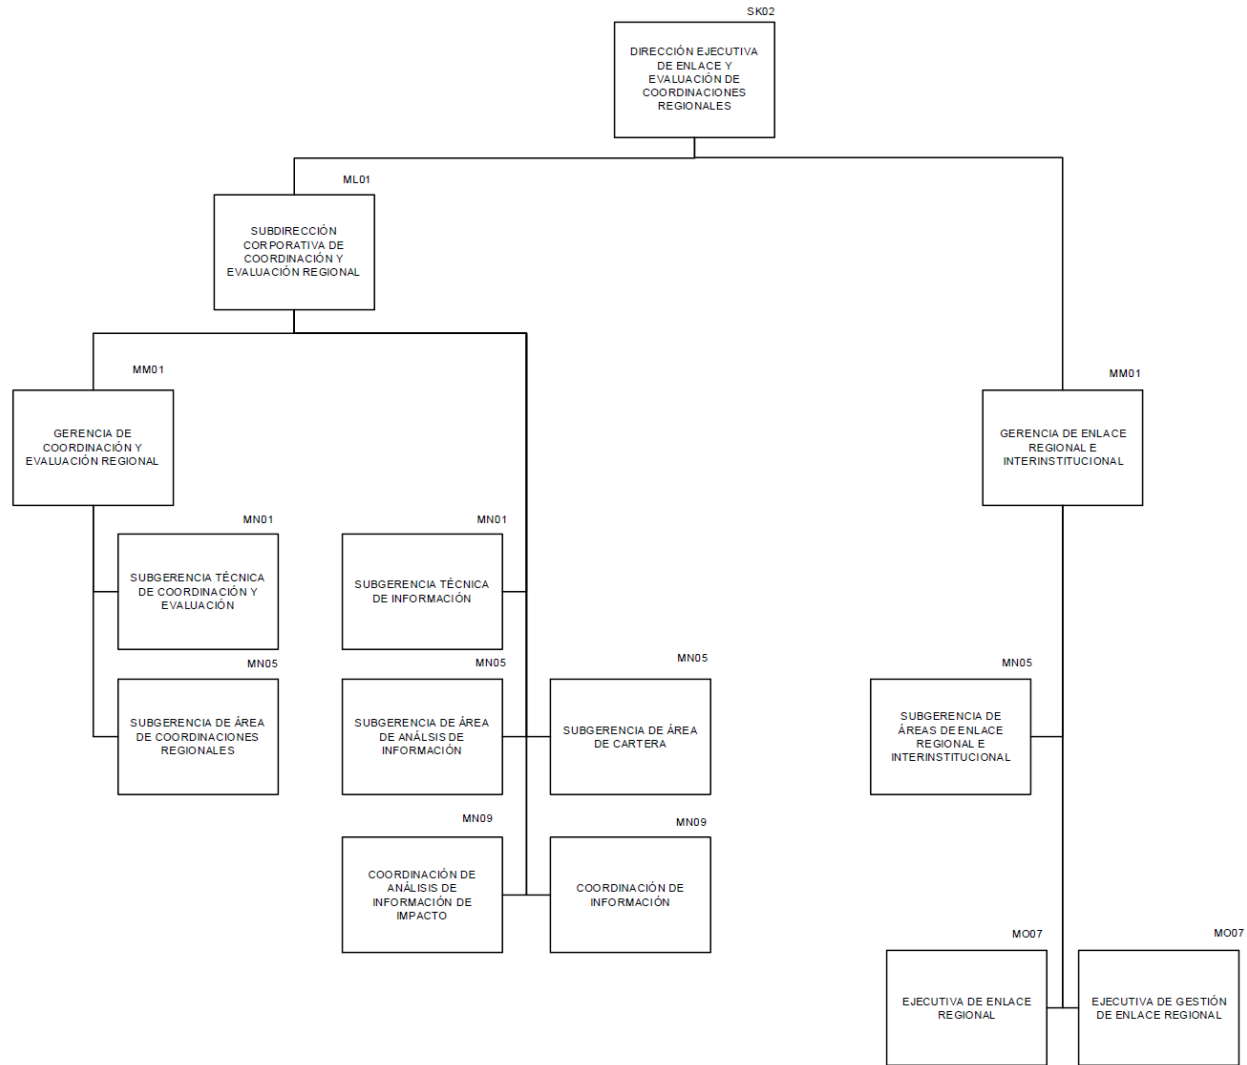 SK02
DIRECCIÓN EJECUTIVA
DE ENLACE Y
EVALUACIÓN DE
COORDINACIONES
REGIONALES
ML01
SUBDIRECCIÓN
CORPORATIVA DE
COORDINACIÓN Y
EVALUACIÓN REGIONAL
MM01
GERENCIA DE
COORDINACIÓN Y
EVALUACIÓN REGIONAL
MM01
GERENCIA DE ENLACE
REGIONAL E
INTERINSTITUCIONAL
MN01
SUBGERENCIA TÉCNICA
DE COORDINACIÓN Y
EVALUACIÓN
MN01
SUBGERENCIA TÉCNICA
DE INFORMACIÓN
MN05
SUBGERENCIA DE ÁREA
DE COORDINACIONES
REGIONALES
MN05
SUBGERENCIA DE ÁREA
DE ANÁLSIS DE
INFORMACIÓN
MN05
SUBGERENCIA DE ÁREA
DE CARTERA
MN05
SUBGERENCIA DE
ÁREAS DE ENLACE
REGIONAL E
INTERINSTITUCIONAL
MN09
COORDINACIÓN DE
ANÁLISIS DE
INFORMACIÓN DE
IMPACTO
MN09
COORDINACIÓN DE
INFORMACIÓN
MO07
EJECUTIVA DE ENLACE
REGIONAL
MO07
EJECUTIVA DE GESTIÓN
DE ENLACE REGIONAL